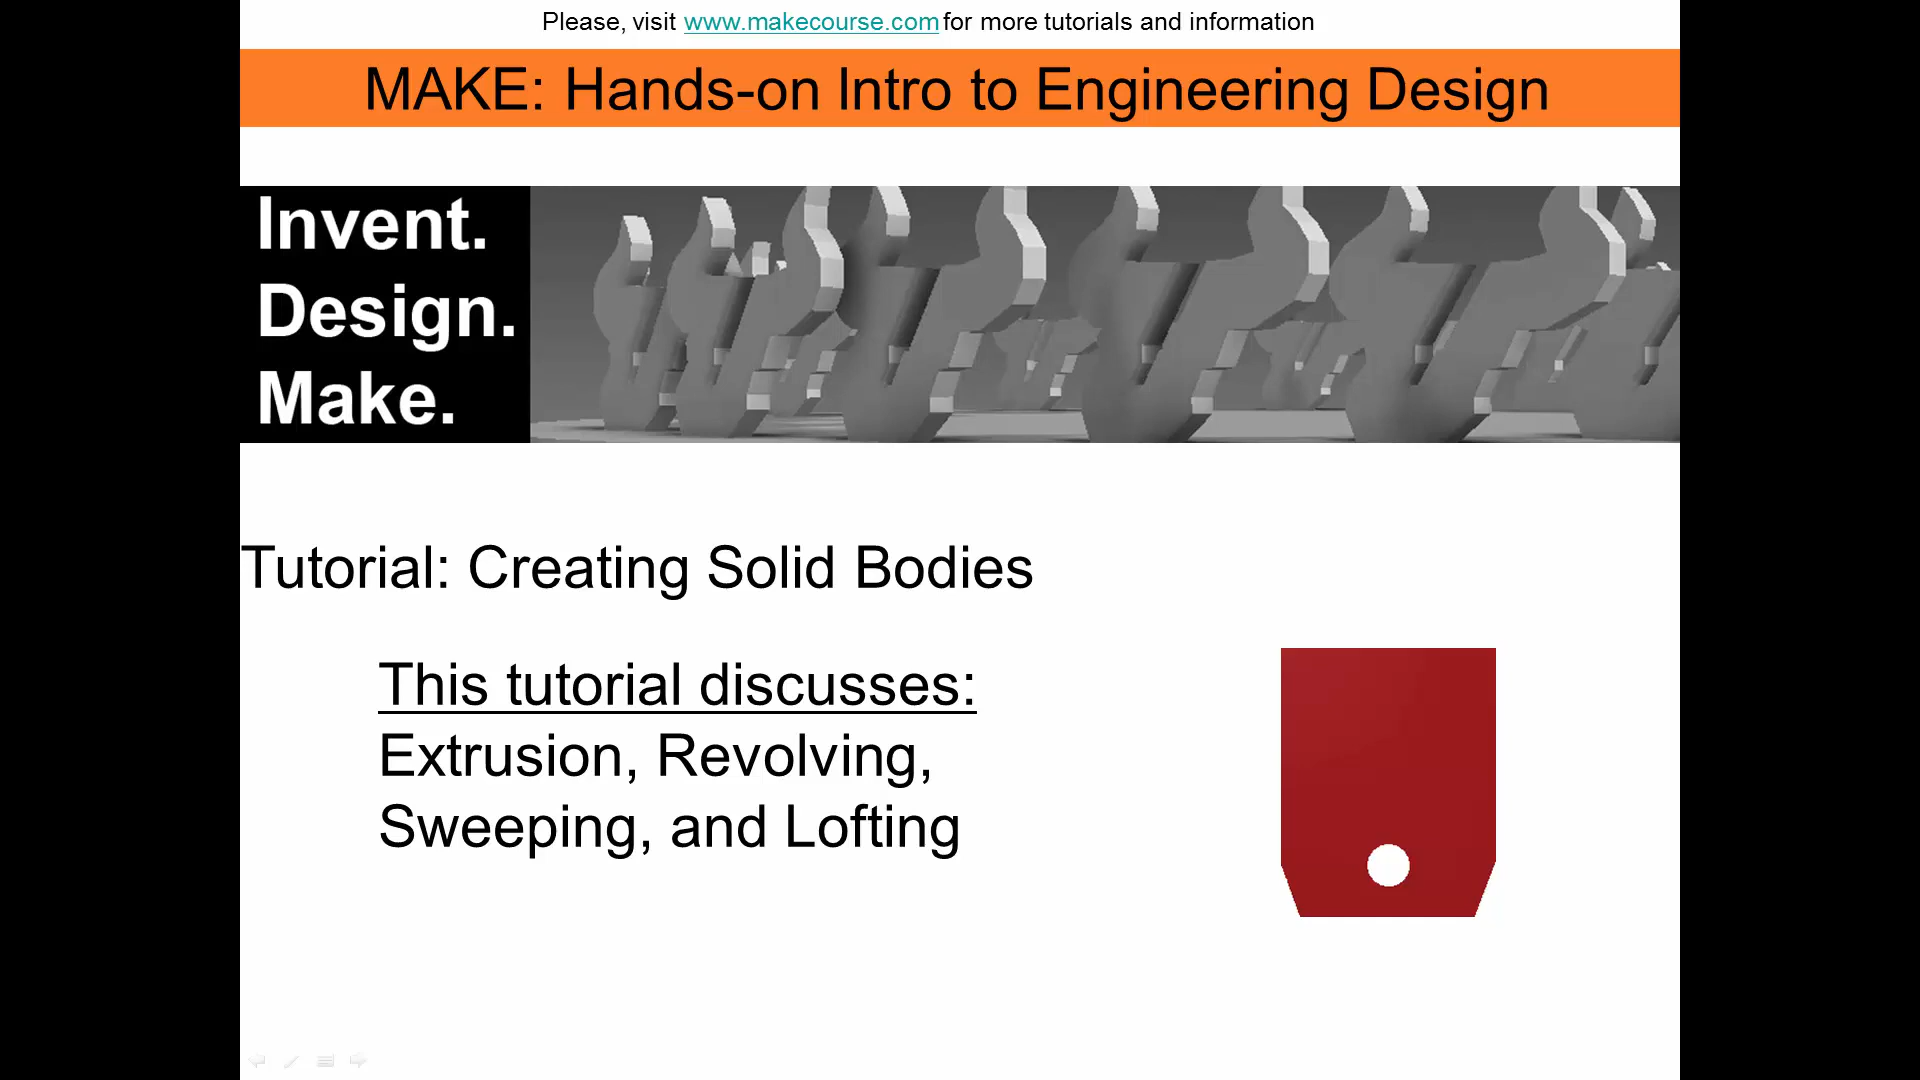 Please, visit www.makecourse.com for more tutorials and information
MAKE: Hands-on Intro to Engineering Design
Invent.
Design.
Make.
Tutorial: Creating Solid Bodies
This tutorial discusses:
Extrusion, Revolving,
Sweeping, and Lofting